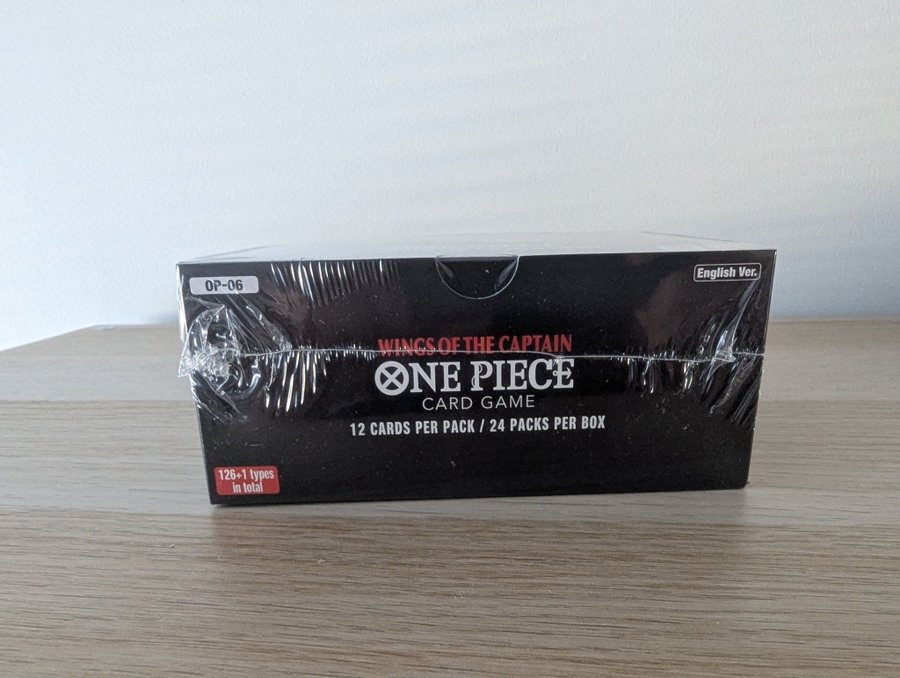 OP-06
English Ver.
WINGS OF THE CAPTAIN
ONE PIECE
CARD GAME
12 CARDS PER PACK / 24 PACKS PER BOX
126+1 types
in total